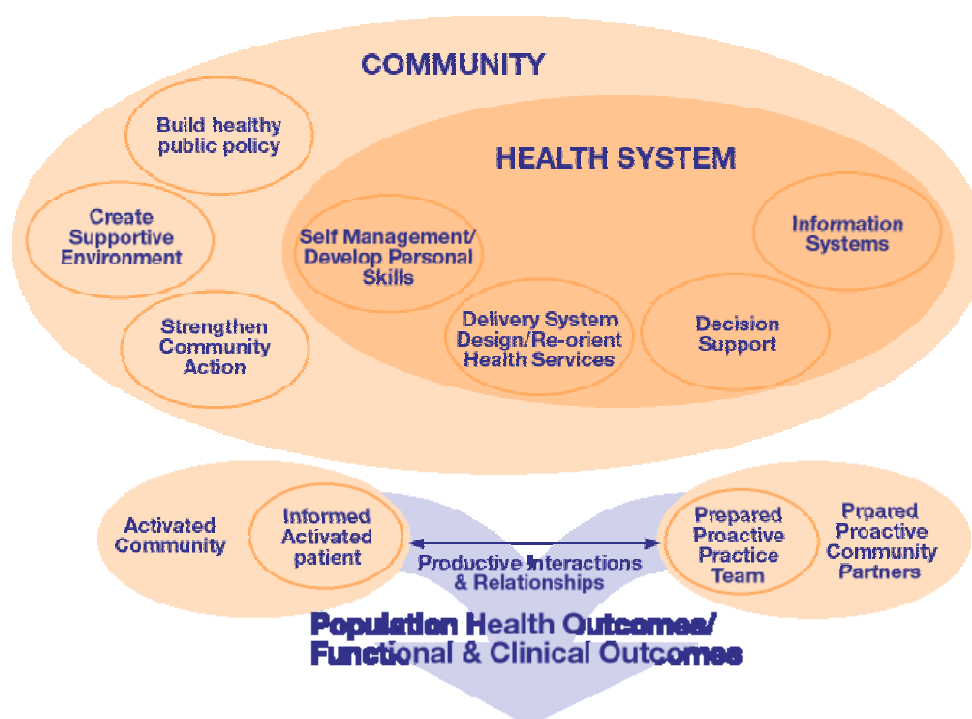 COMMUNITY
Build healthy
public policy
HEALTH SYSTEM
Create
Supportive
Environment
Self Management/
Develop Personal
Skills
Information
Systems
Strengthen
Community
Action
Delivery System
Design/Re-orient
Health Services
Decision
Support
Activated
Community
Informed
Activated
patient
Productive Interactions
& Relationships
Prepared
Proactive
Practice
Team
Prpared
Proactive
Community
Partners
Population Health Outcomes/
Functional & Clinical Outcomes